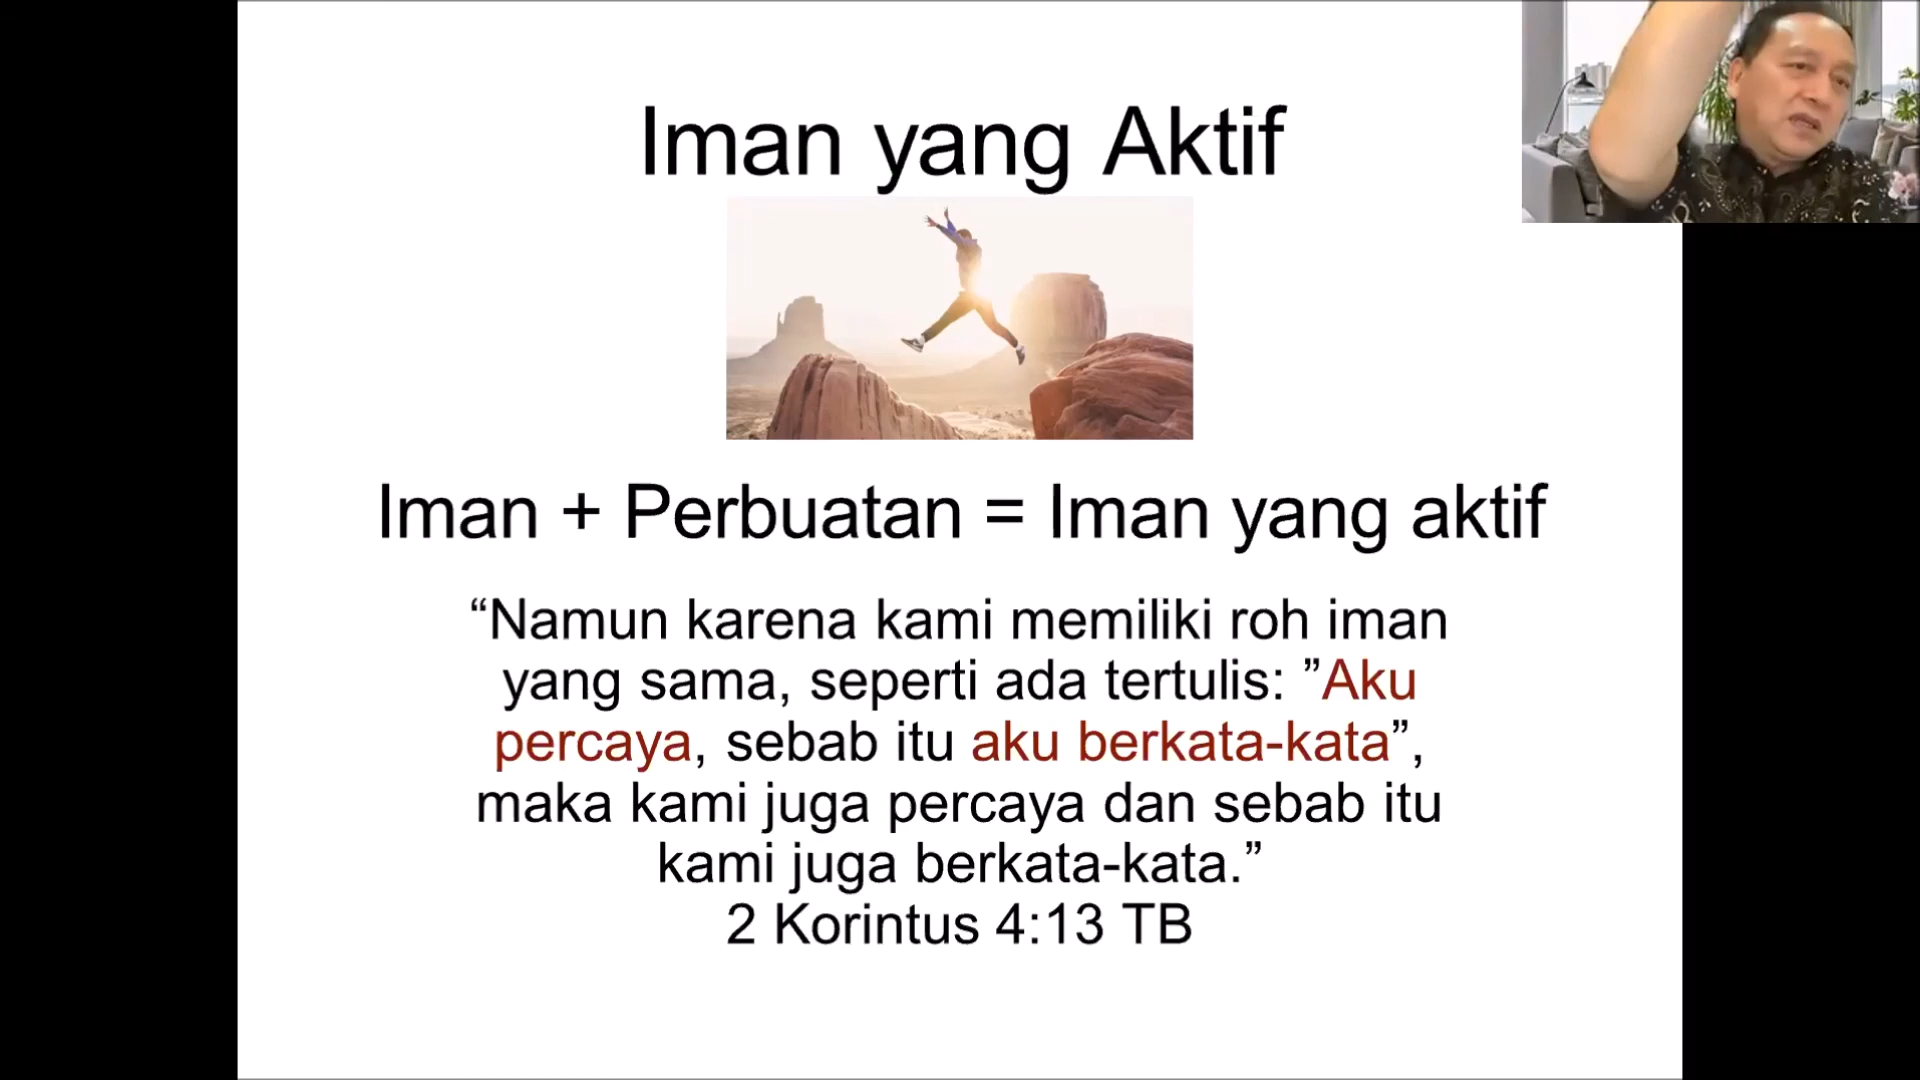 Iman yang Aktif
Iman + Perbuatan = Iman yang aktif
“Namun karena kami memiliki roh iman
yang sama, seperti ada tertulis: ”Aku
percaya, sebab itu aku berkata-kata”,
maka kami juga percaya dan sebab itu
kami juga berkata-kata.”
2 Korintus 4:13 TB